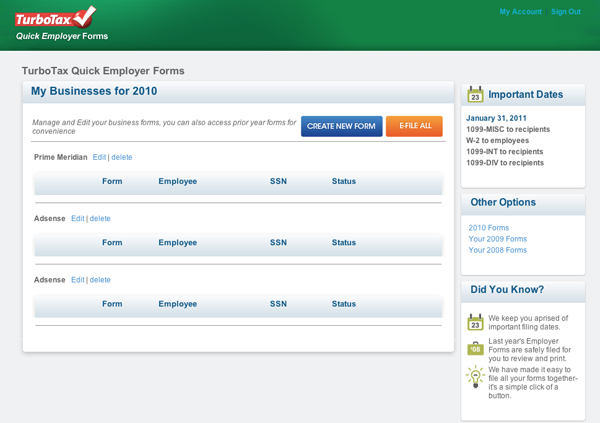 TurboTax
Quick Employer Forms
My Account | Sign Out
TurboTax Quick Employer Forms
My Businesses for 2010
Manage and Edit your business forms, you can also access prior year forms for
convenience
CREATE NEW FORM
E-FILE ALL
Prime Meridian Edit | delete
Form Employee SSN Status
Adsense Edit | delete
Form Employee SSN Status
Adsense Edit | delete
Form Employee SSN Status
23
Important Dates
January 31, 2011
1099-MISC to recipients
W-2 to employees
1099-INT to recipients
1099-DIV to recipients
Other Options
2010 Forms
Your 2009 Forms
Your 2008 Forms
Did You Know?
23
We keep you aprised of
important filing dates.
'08
Last year's Employer
Forms are safely filed for
you to review and print.
We have made it easy to
file all your forms together-
it's a simple click of a
button.